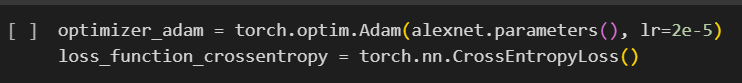 [ ] optimizer_adam = torch.optim.Adam(alexnet.parameters(), lr=2e-5)
loss_function_crossentropy = torch.nn.CrossEntropyLoss()